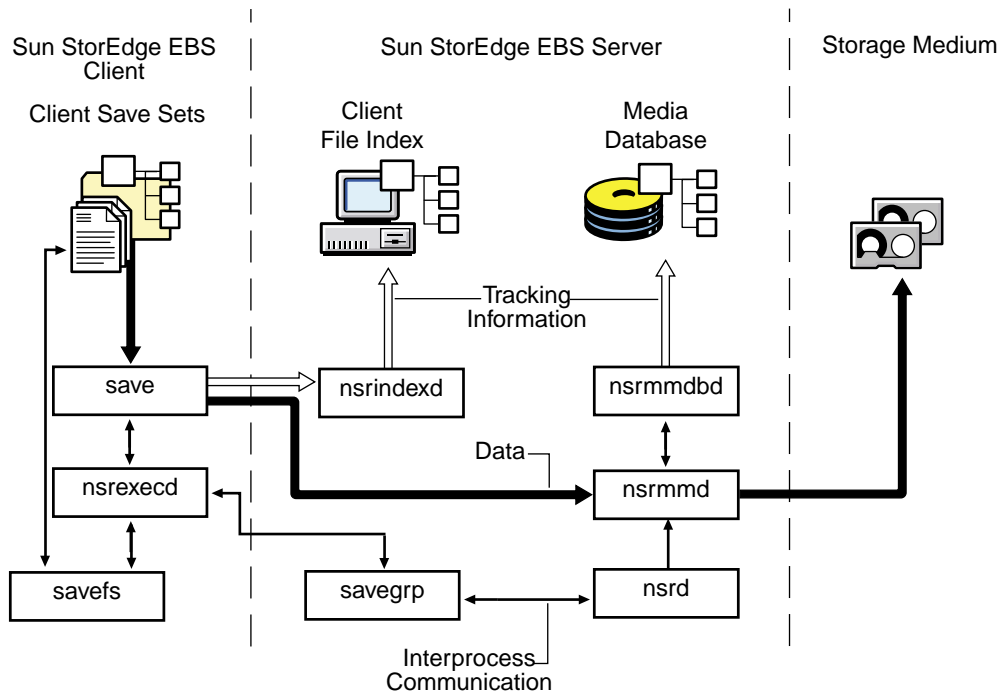 Sun StorEdge EBS
Client
Sun StorEdge EBS Server
Storage Medium
Client Save Sets
Client
File Index
Media
Database
Tracking
Information
save
nsrindexd
nsrmmdbd
Data
nsrexecd
nsrmmd
savefs
savegrp
nsrd
Interprocess
Communication